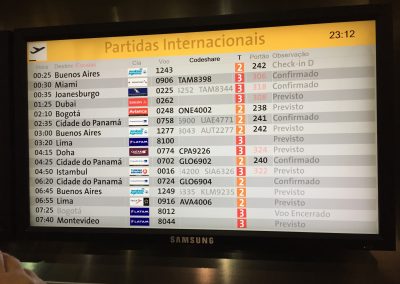 Partidas Internacionais 23:12
Hora Destino Escalas Cia Voo Codeshare T Portão Observação
00:25 Buenos Aires 1243 2 242 Check-in D
00:30 Miami 0906 TAM8398 3 306 Confirmado
00:35 Joanesburgo 0225 3 318 Confirmado
01:25 Dubai 0262 3 306 Previsto
02:10 Bogotá Avianca 0248 ONE4002 2 238 Previsto
02:35 Cidade do Panamá 0758 UAE4771 2 241 Confirmado
03:00 Buenos Aires 1277 3043 AUT2277 2 242 Previsto
03:20 Lima LATAM 8100 3 Previsto
04:15 Doha 0774 CPA9226 3 324 Previsto
04:25 Cidade do Panamá 0702 GLO6902 2 240 Confirmado
04:50 Istambul 0016 SIA6326 3 322 Previsto
06:20 Cidade do Panamá 0724 GLO6904 2 Confirmado
06:45 Buenos Aires 1249 KLM9235 2 Previsto
06:55 Lima 0916 AVA4006 2 Previsto
07:25 Bogotá LATAM 8012 3 Voo Encerrado
07:40 Montevideo LATAM 8044 3 Previsto
SAMSUNG